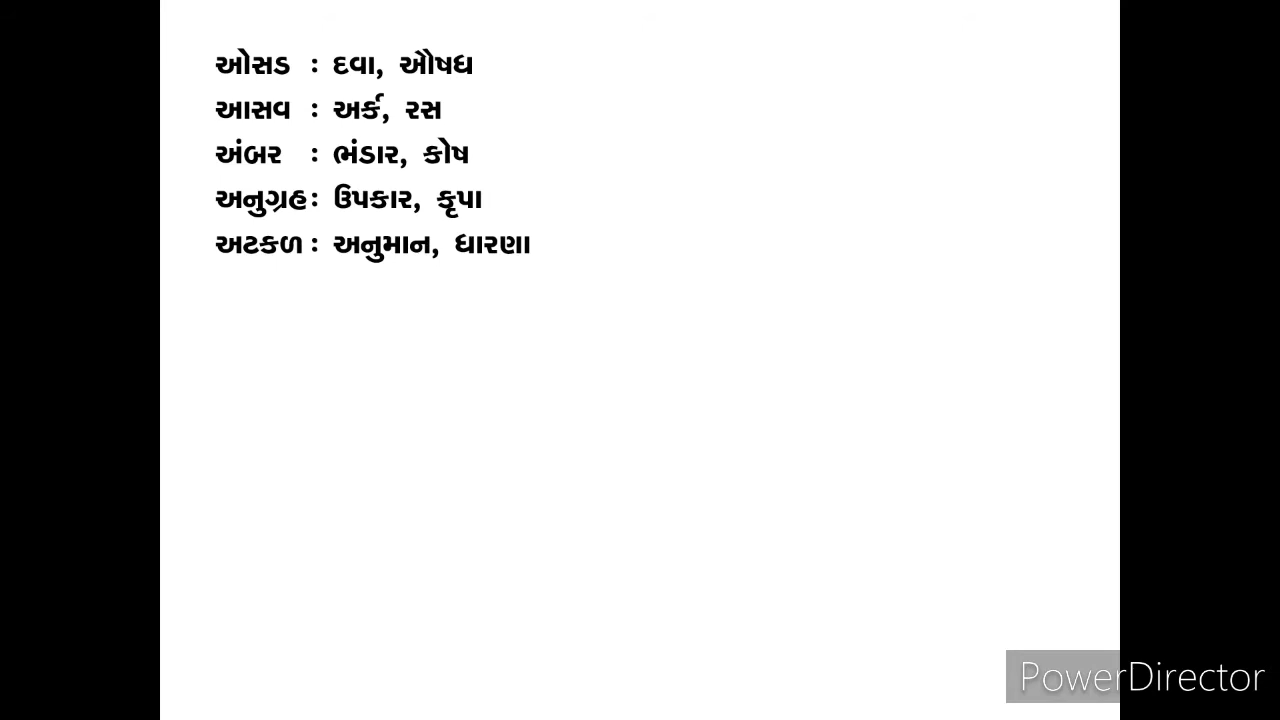 ઓસડ : દવા, ઔષધ
આસવ : અર્ક, રસ
અંબર : ભંડાર, કોષ
અનુગ્રહ : ઉપકાર, કૃપા
અટકળ : અનુમાન, ધારણા
PowerDirector